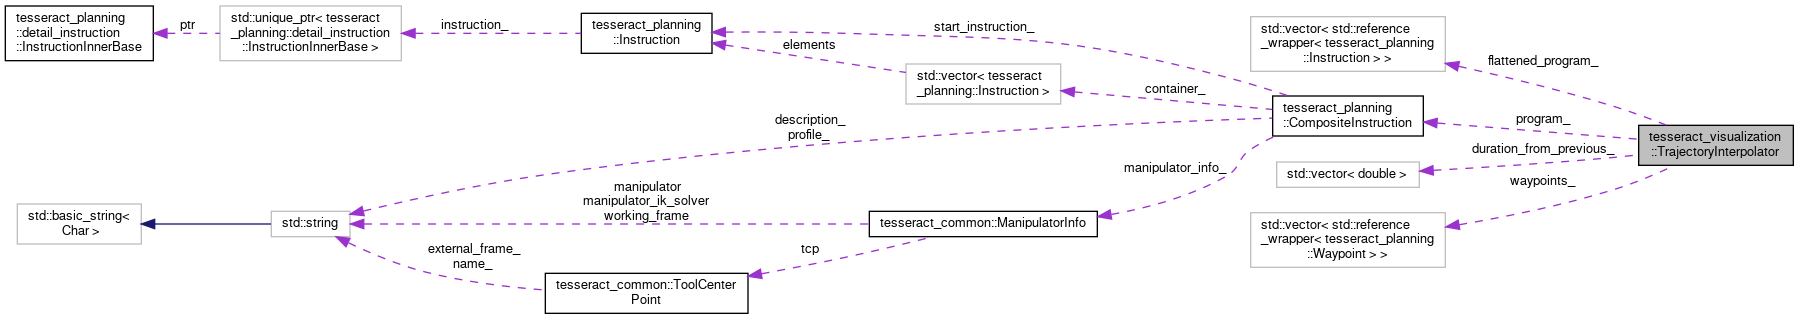 tesseract_planning
::detail_instruction
::InstructionInnerBase
ptr
std::unique_ptr< tesseract
_planning::detail_instruction
::InstructionInnerBase >
instruction_
tesseract_planning
::Instruction
start_instruction_
elements
std::vector< tesseract
_planning::Instruction >
container_
std::vector< std::reference
_wrapper< tesseract_planning
::Instruction > >
flattened_program_
tesseract_planning
::CompositeInstruction
program_
tesseract_visualization
::TrajectoryInterpolator
duration_from_previous_
std::vector< double >
waypoints_
std::vector< std::reference
_wrapper< tesseract_planning
::Waypoint > >
description_
profile_
manipulator_info_
manipulator
manipulator_ik_solver
working_frame
tesseract_common::ManipulatorInfo
std::basic_string<
Char >
std::string
external_frame_
name_
tcp
tesseract_common::ToolCenter
Point